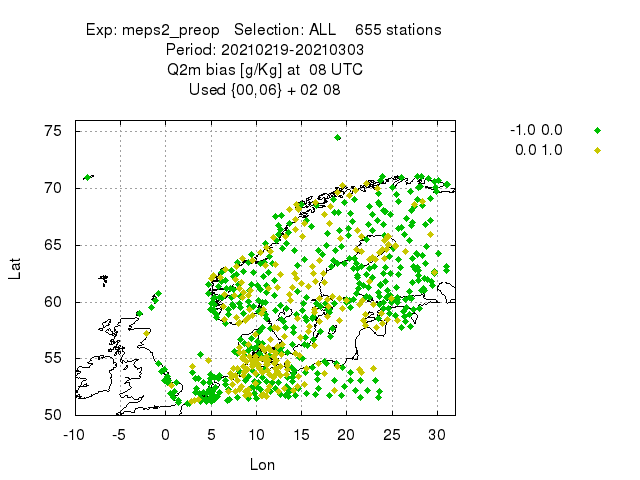 Exp: meps2_preop   Selection: ALL    655 stations
Period: 20210219-20210303
Q2m bias [g/Kg] at  08 UTC
Used {00,06} + 02 08
-1.0 0.0
0.0 1.0
75
70
65
60
55
50
Lat
-10 -5 0 5 10 15 20 25 30
Lon